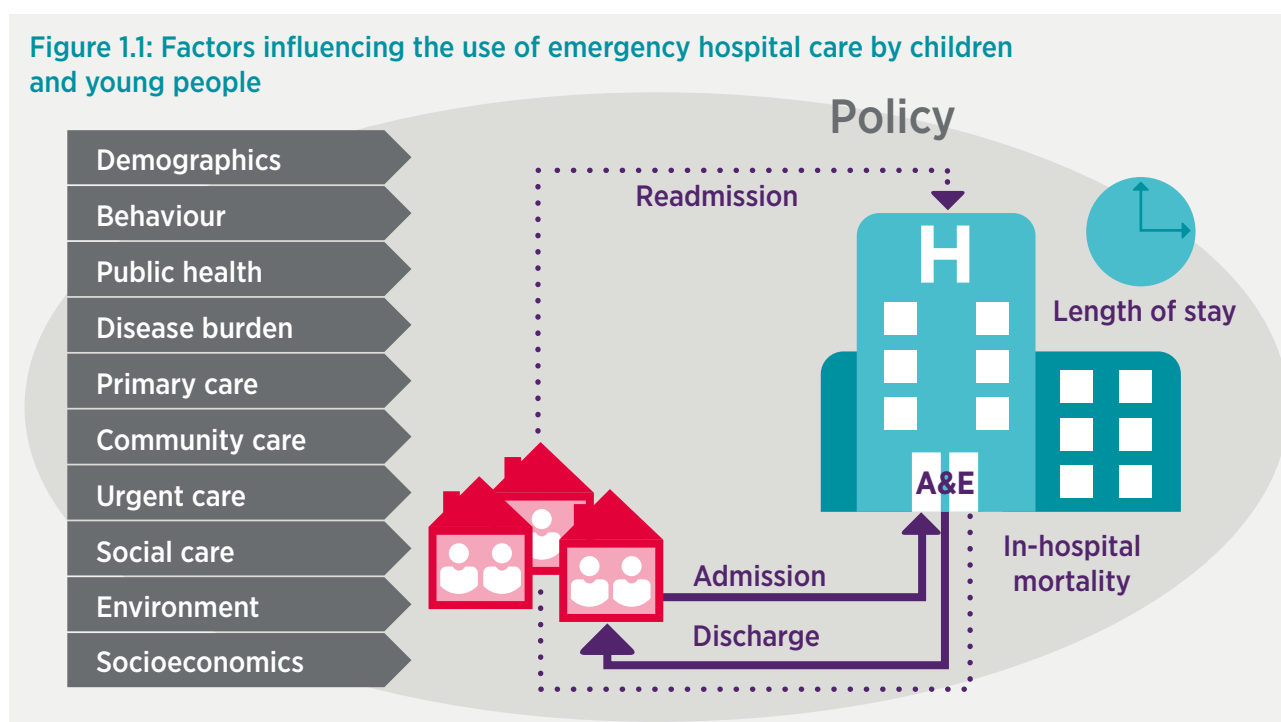 Figure 1.1: Factors influencing the use of emergency hospital care by children
and young people
Policy
Demographics
Behaviour
Public health
Disease burden
Primary care
Community care
Urgent care
Social care
Environment
Socioeconomics
Readmission
H
Length of stay
A&E
In-hospital
mortality
Admission
Discharge